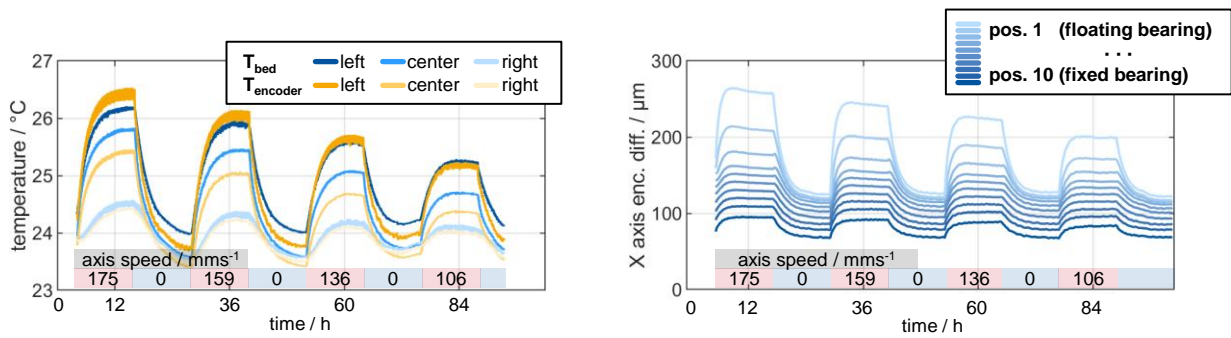 T_bed left center right
T_encoder left center right
temperature / °C
27
26
25
24
23
axis speed / mms⁻¹
175 0 159 0 136 0 106
0 12 36 60 84
time / h
pos. 1 (floating bearing)
. . .
pos. 10 (fixed bearing)
X axis enc. diff. / µm
300
200
100
0
axis speed / mms⁻¹
175 0 159 0 136 0 106
0 12 36 60 84
time / h